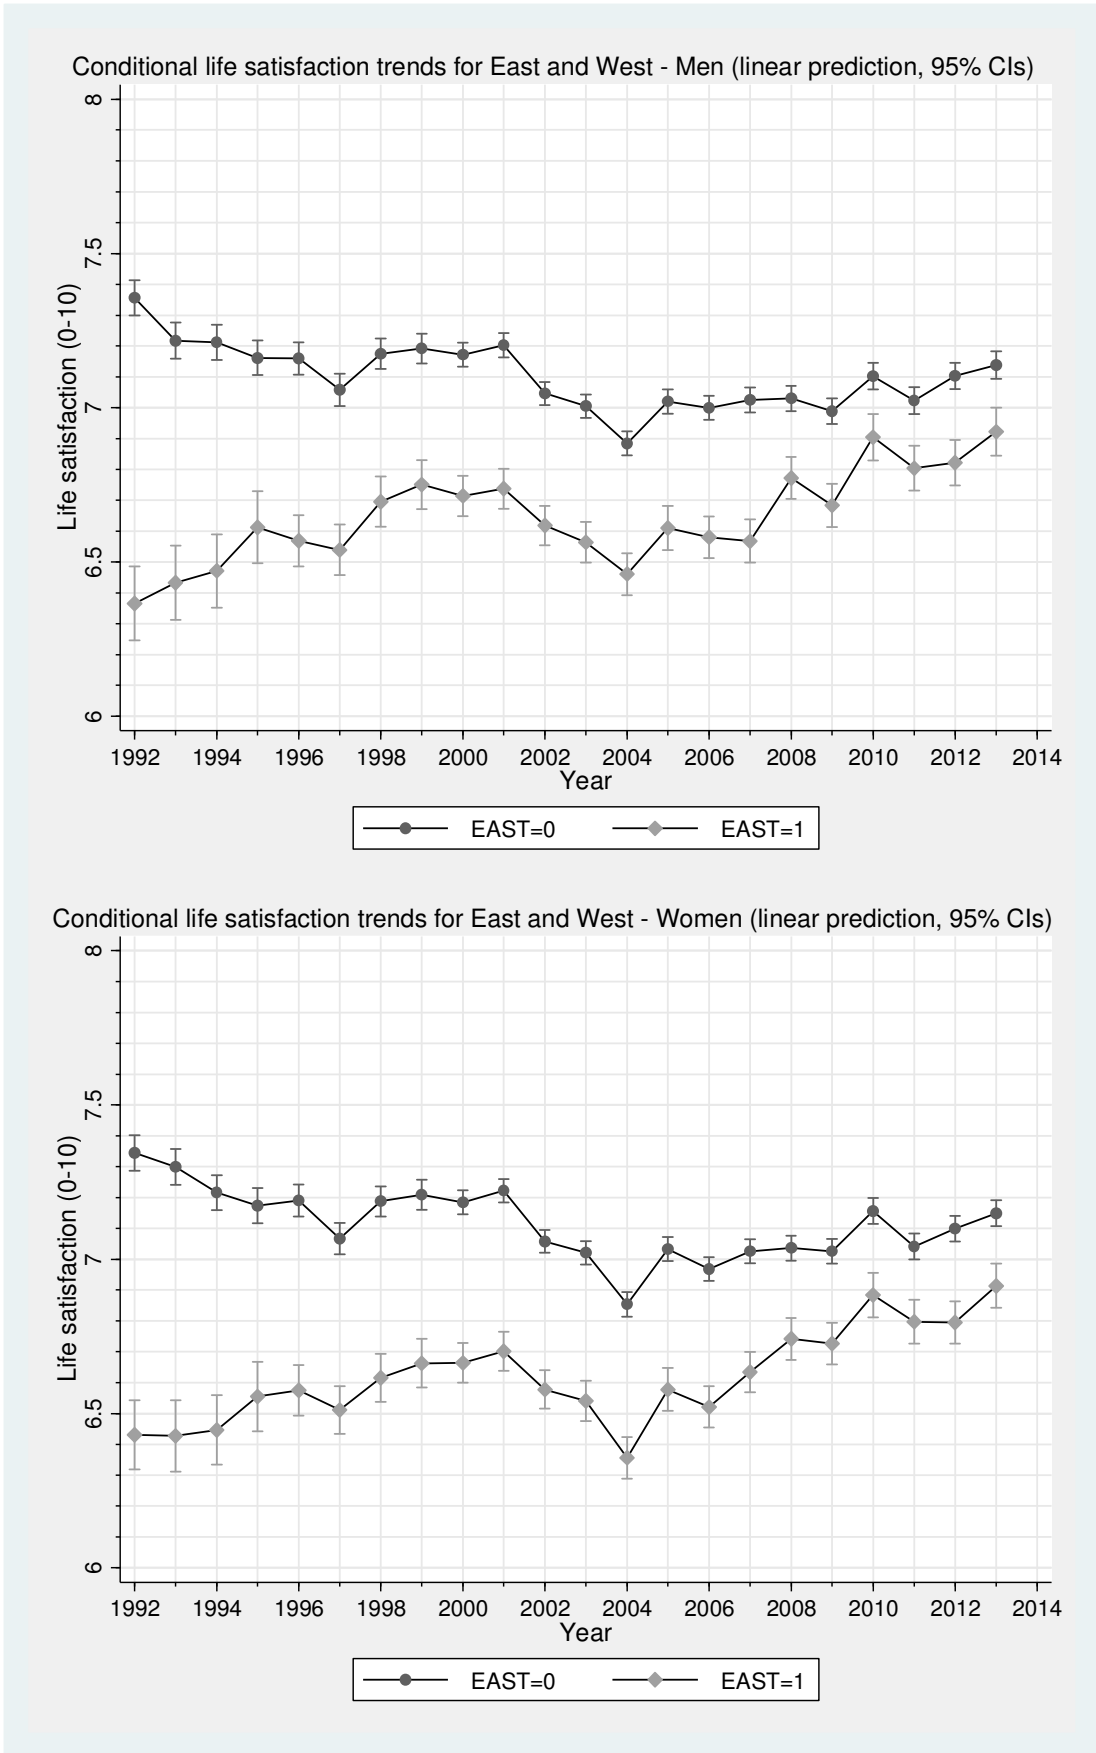 Conditional life satisfaction trends for East and West - Men (linear prediction, 95% CIs)
8
7.5
7
6.5
6
Life satisfaction (0-10)
1992 1994 1996 1998 2000 2002 2004 2006 2008 2010 2012 2014
Year
EAST=0 EAST=1
Conditional life satisfaction trends for East and West - Women (linear prediction, 95% CIs)
8
7.5
7
6.5
6
Life satisfaction (0-10)
1992 1994 1996 1998 2000 2002 2004 2006 2008 2010 2012 2014
Year
EAST=0 EAST=1